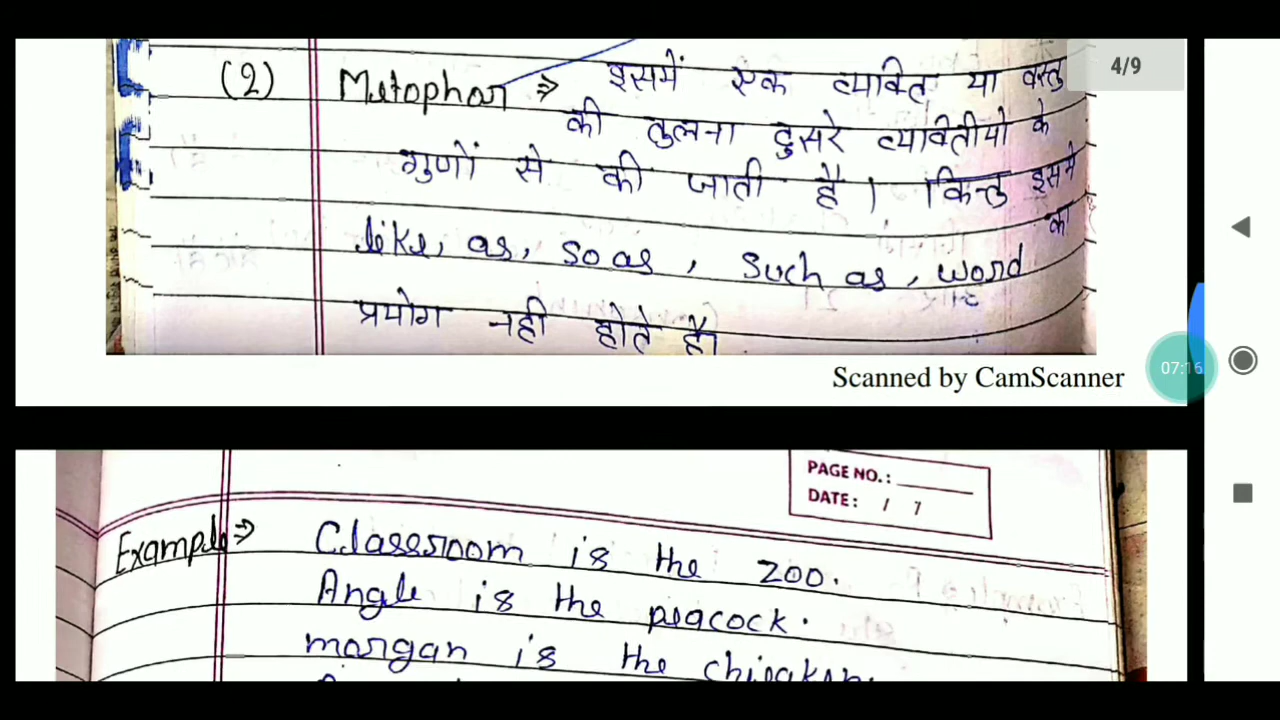 4/9
(2) Metophor ⇒ इसमें एक व्यक्ति या वस्तु
की तुलना दुसरे व्यक्तियो के
गुणों से की जाती है। किन्तु इसमे
like, as, so as, such as, word का
प्रयोग नही होते है।
Scanned by CamScanner
07:16
PAGE NO.:
DATE: / /
Example ⇒ Classroom is the zoo.
Angle is the peacock.
morgan is the